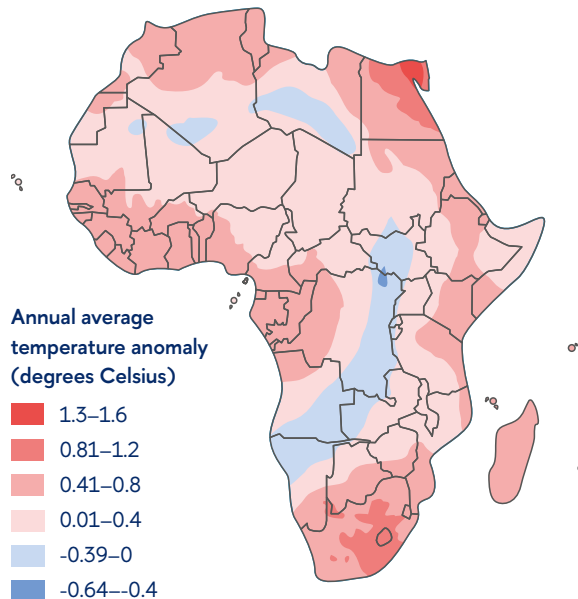 Annual average
temperature anomaly
(degrees Celsius)
1.3–1.6
0.81–1.2
0.41–0.8
0.01–0.4
-0.39–0
-0.64–-0.4